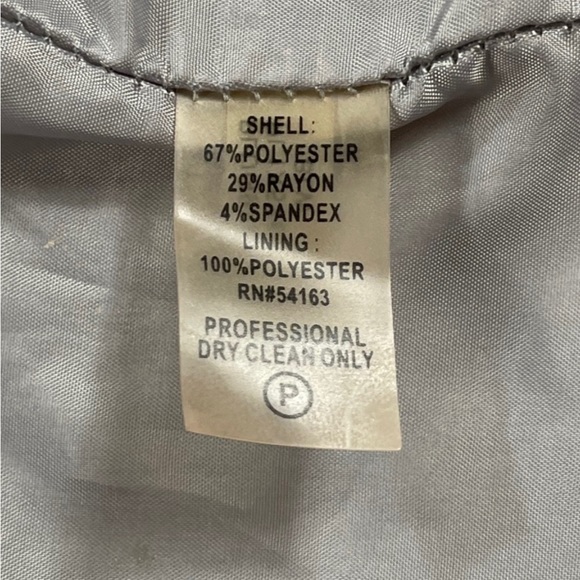 SHELL:
67%POLYESTER
29%RAYON
4%SPANDEX
LINING :
100%POLYESTER
RN#54163
PROFESSIONAL
DRY CLEAN ONLY
P